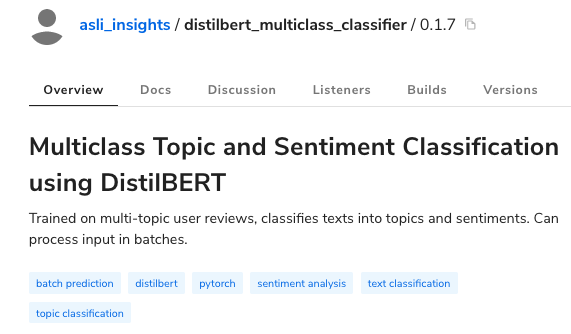 asli_insights / distilbert_multiclass_classifier / 0.1.7
Overview Docs Discussion Listeners Builds Versions
Multiclass Topic and Sentiment Classification
using DistilBERT
Trained on multi-topic user reviews, classifies texts into topics and sentiments. Can
process input in batches.
batch prediction distilbert pytorch sentiment analysis text classification
topic classification